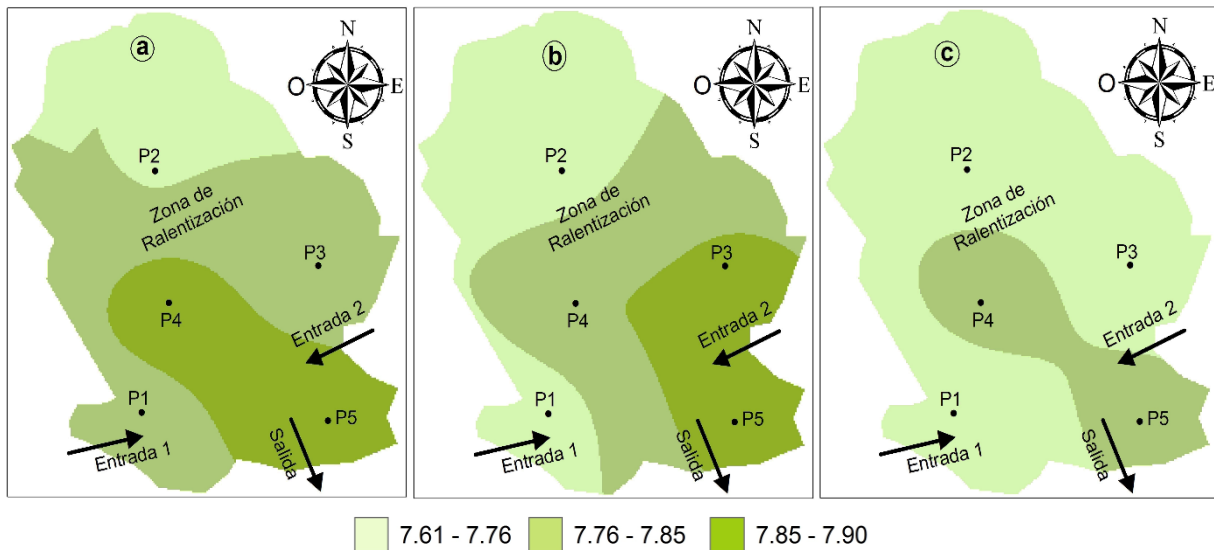 a
N
O E
S
P2
Zona de
Ralentización
P3
P4
Entrada 2
P1
P5
Entrada 1
Salida
b
N
O E
S
P2
Zona de
Ralentización
P3
P4
Entrada 2
P1
P5
Entrada 1
Salida
c
N
O E
S
P2
Zona de
Ralentización
P3
P4
Entrada 2
P1
P5
Entrada 1
Salida
7.61 - 7.76 7.76 - 7.85 7.85 - 7.90